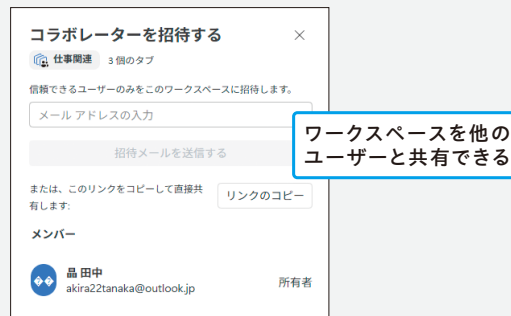 コラボレーターを招待する
仕事関連 3 個のタブ
信頼できるユーザーのみをこのワークスペースに招待します。
メール アドレスの入力
招待メールを送信する
ワークスペースを他の
ユーザーと共有できる
または、このリンクをコピーして直接共
有します:
リンクのコピー
メンバー
晶 田中
akira22tanaka@outlook.jp
所有者